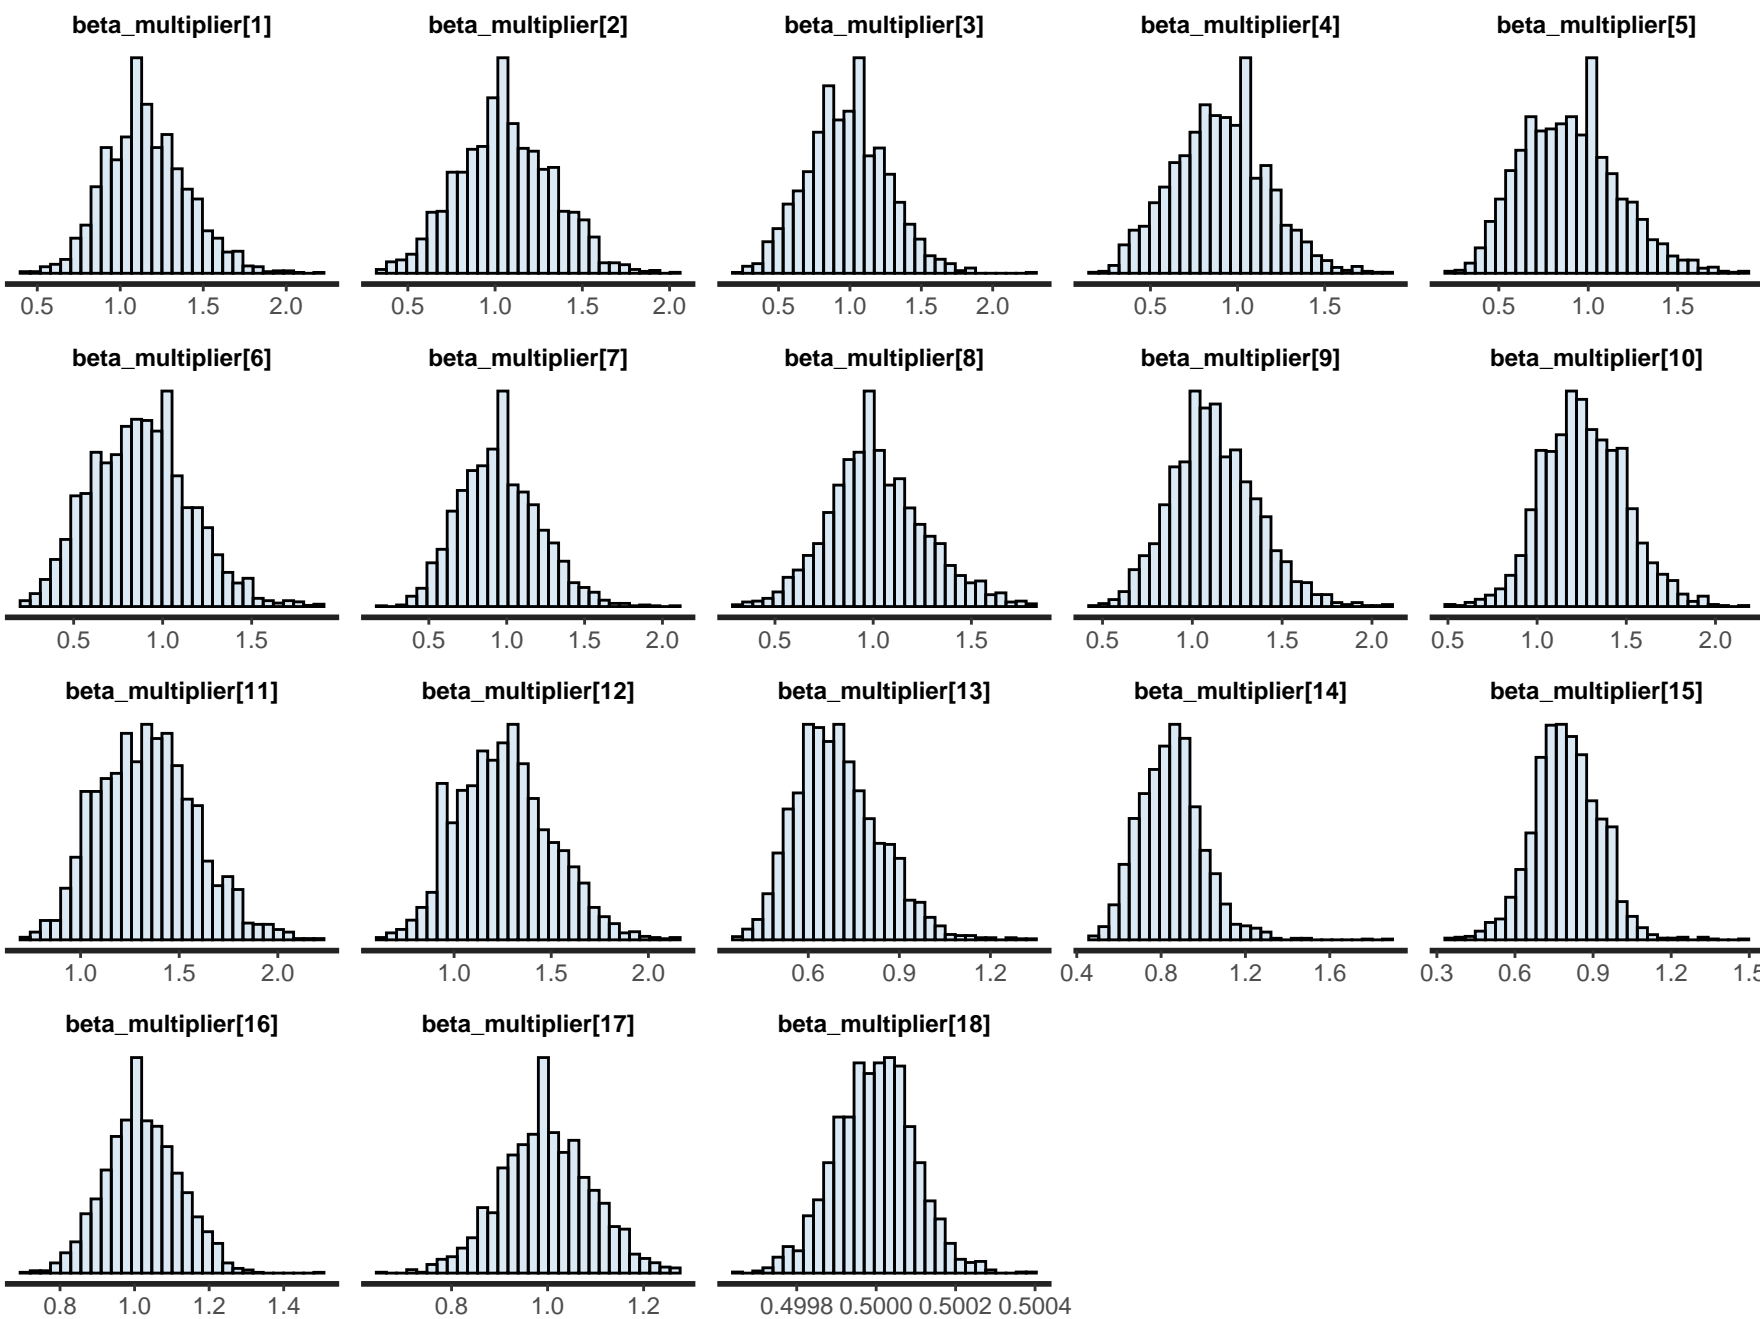 beta_multiplier[1] beta_multiplier[2] beta_multiplier[3] beta_multiplier[4] beta_multiplier[5]
0.5 1.0 1.5 2.0 0.5 1.0 1.5 2.0 0.5 1.0 1.5 2.0 0.5 1.0 1.5 0.5 1.0 1.5
beta_multiplier[6] beta_multiplier[7] beta_multiplier[8] beta_multiplier[9] beta_multiplier[10]
0.5 1.0 1.5 0.5 1.0 1.5 2.0 0.5 1.0 1.5 0.5 1.0 1.5 2.0 0.5 1.0 1.5 2.0
beta_multiplier[11] beta_multiplier[12] beta_multiplier[13] beta_multiplier[14] beta_multiplier[15]
1.0 1.5 2.0 1.0 1.5 2.0 0.6 0.9 1.2 0.4 0.8 1.2 1.6 0.3 0.6 0.9 1.2 1.5
beta_multiplier[16] beta_multiplier[17] beta_multiplier[18]
0.8 1.0 1.2 1.4 0.8 1.0 1.2 0.4998 0.5000 0.5002 0.5004